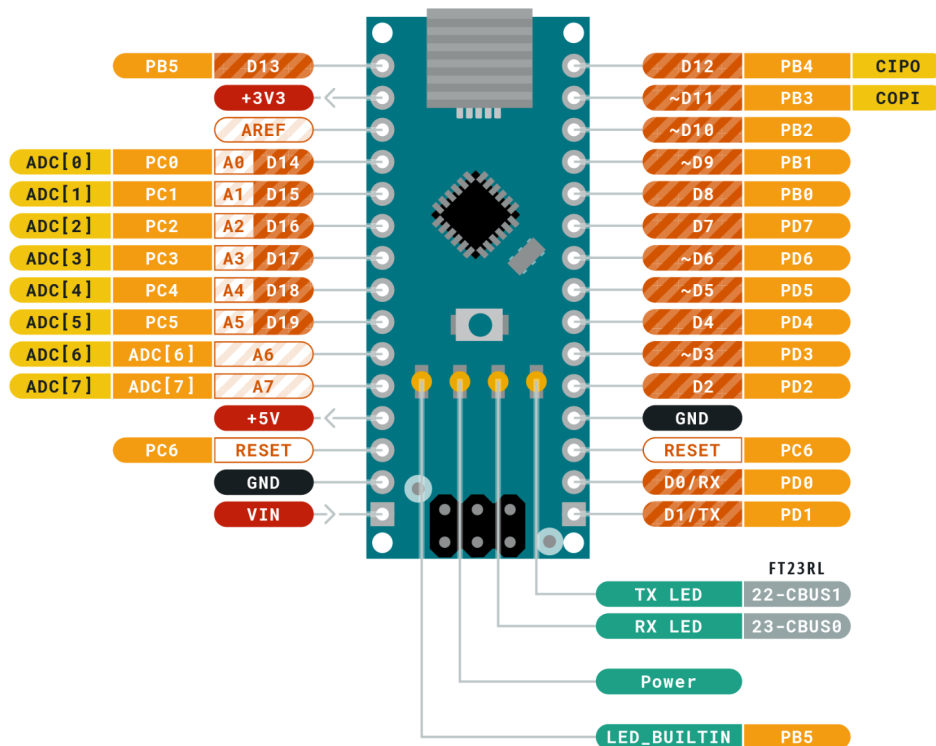 PB5 D13 D12 PB4 CIPO
+3V3 ~D11 PB3 COPI
AREF ~D10 PB2
ADC[0] PC0 A0 D14 ~D9 PB1
ADC[1] PC1 A1 D15 D8 PB0
ADC[2] PC2 A2 D16 D7 PD7
ADC[3] PC3 A3 D17 ~D6 PD6
ADC[4] PC4 A4 D18 ~D5 PD5
ADC[5] PC5 A5 D19 D4 PD4
ADC[6] ADC[6] A6 ~D3 PD3
ADC[7] ADC[7] A7 D2 PD2
+5V GND
PC6 RESET RESET PC6
GND D0/RX PD0
VIN D1/TX PD1
FT23RL
TX LED 22-CBUS1
RX LED 23-CBUS0
Power
LED_BUILTIN PB5